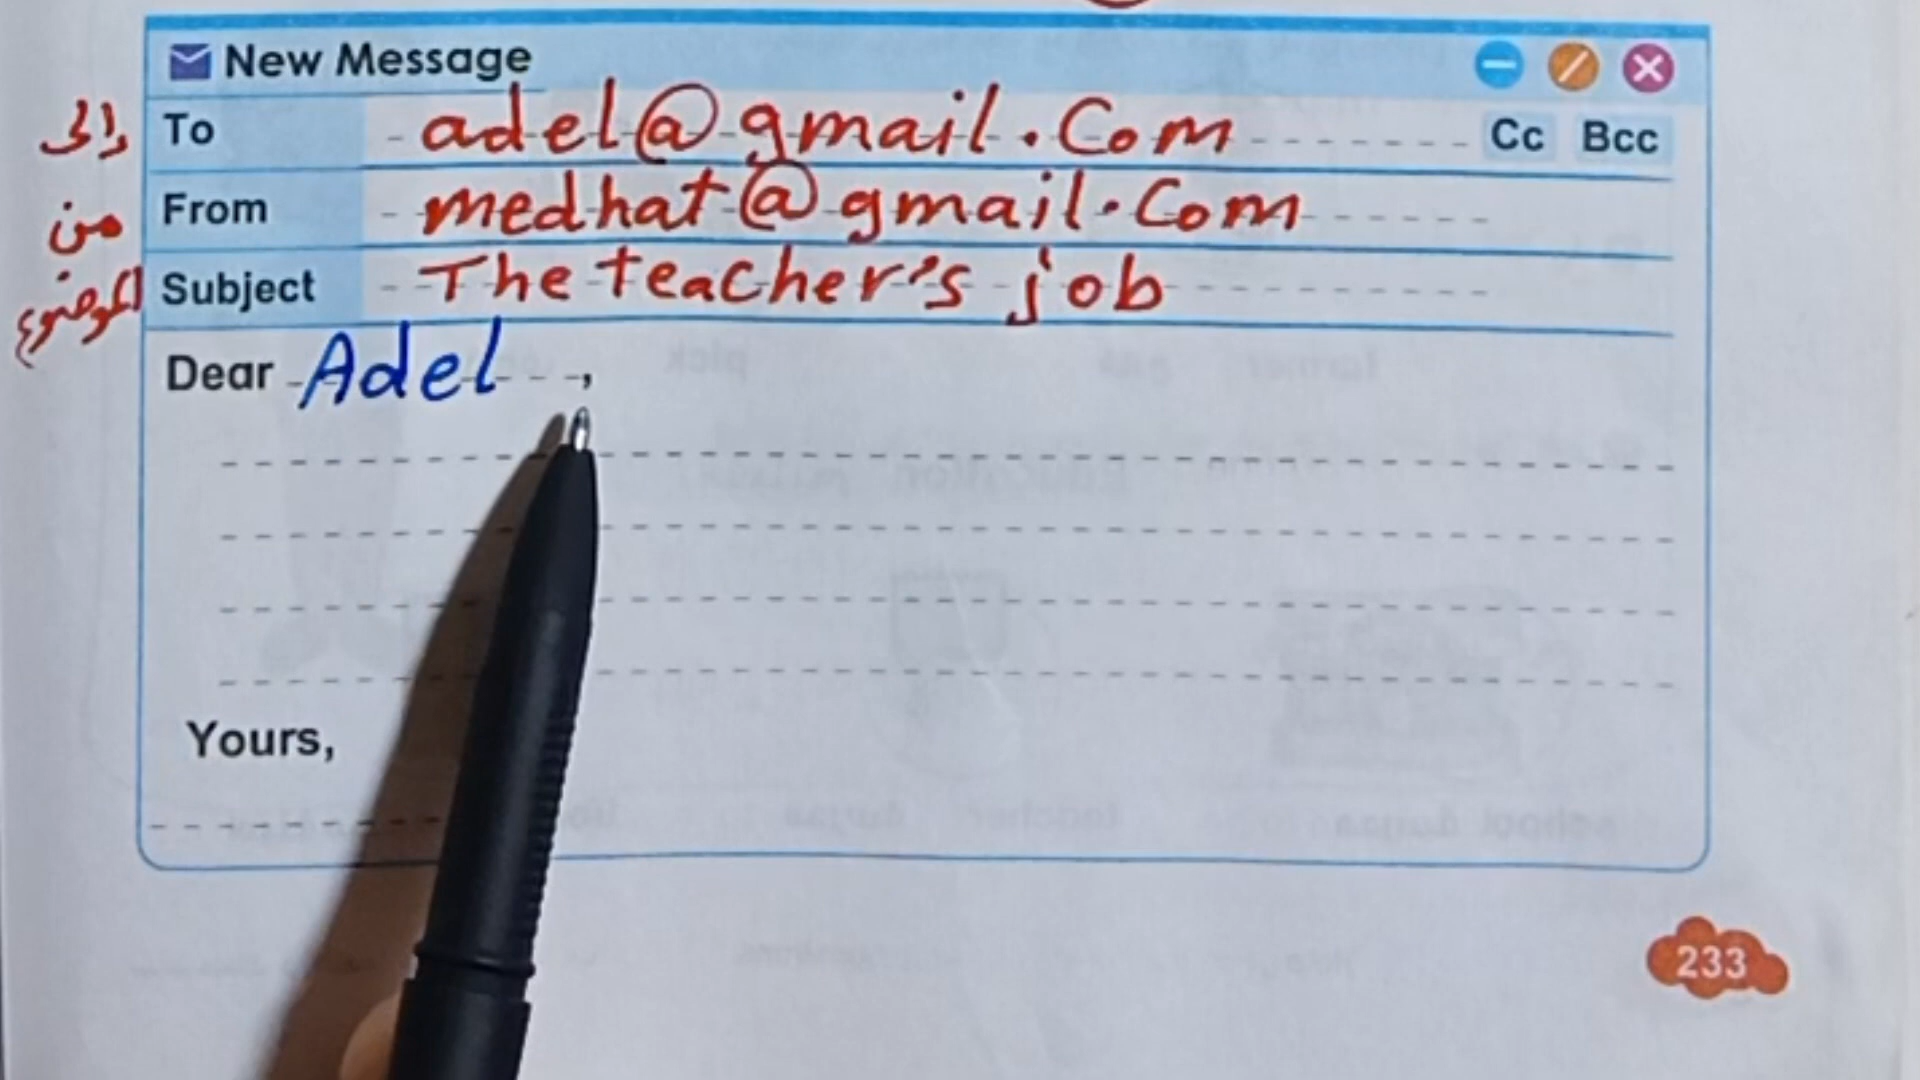 New Message
إلى To adel@gmail.Com Cc Bcc
من From medhat@gmail.Com
الموضوع Subject The teacher's job
Dear Adel ,
Yours,
233